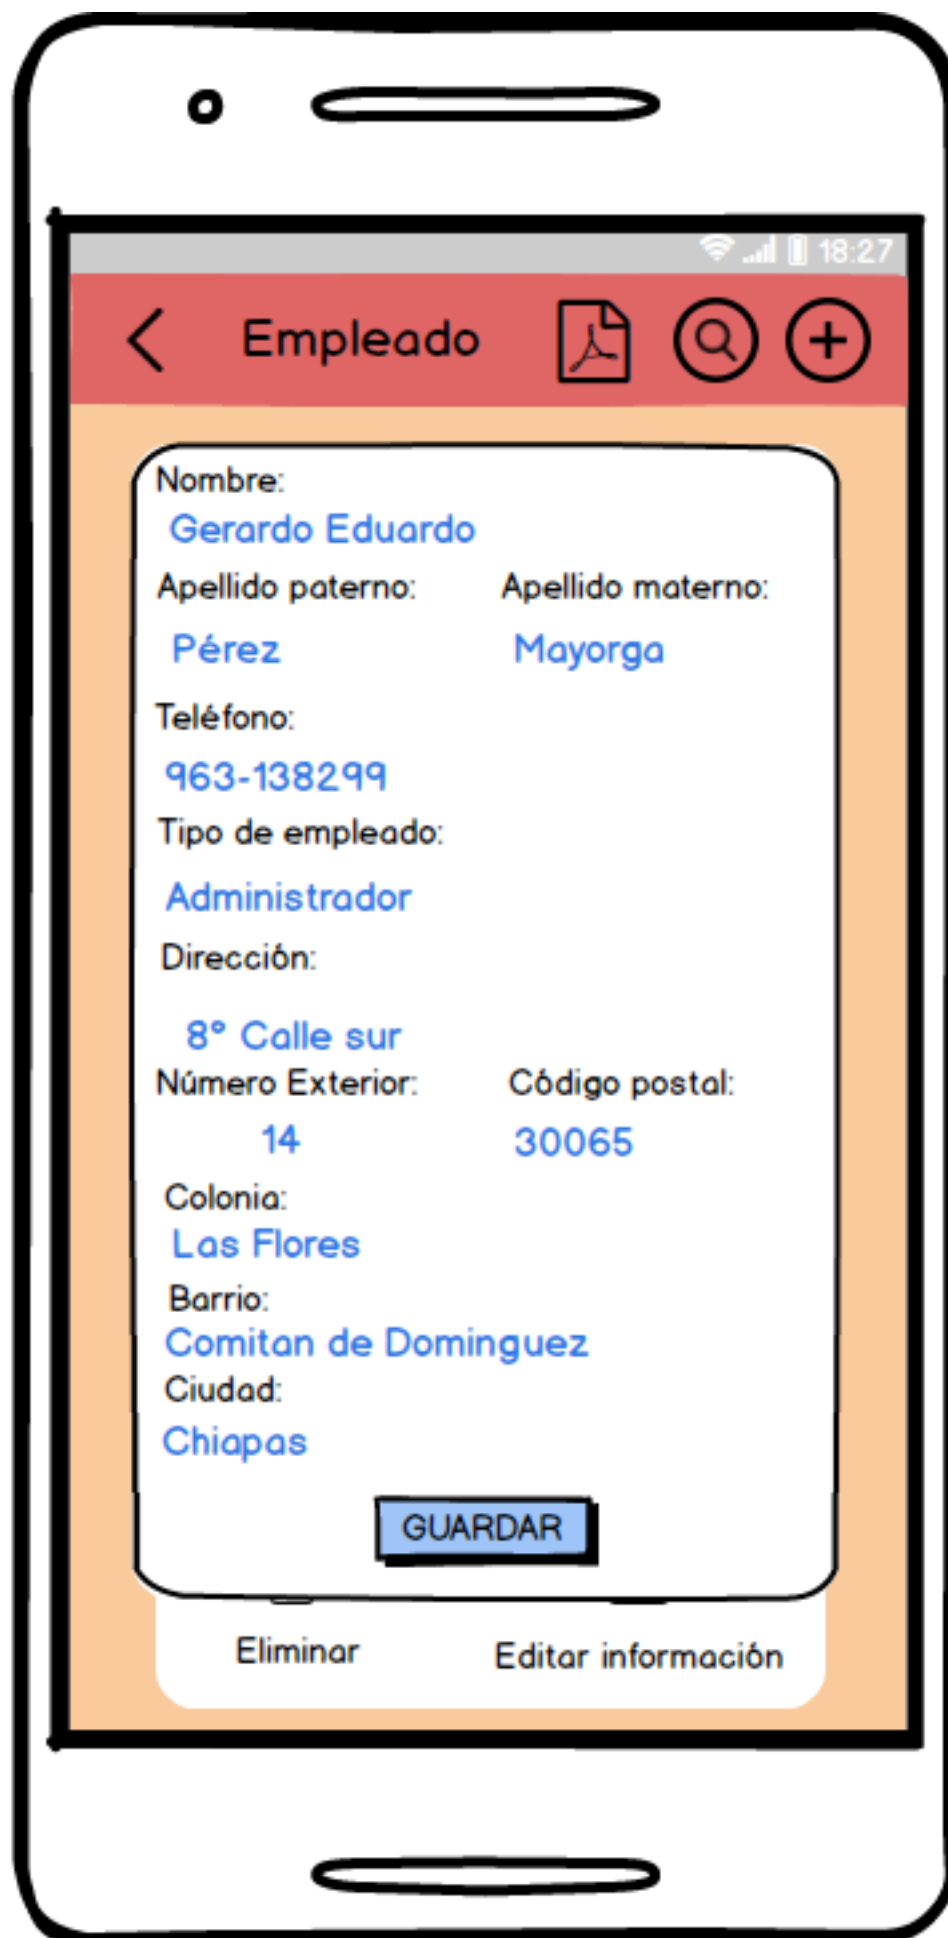 18:27
Empleado
Nombre:
Gerardo Eduardo
Apellido paterno: Apellido materno:
Pérez Mayorga
Teléfono:
963-138299
Tipo de empleado:
Administrador
Dirección:
8° Calle sur
Número Exterior: Código postal:
14 30065
Colonia:
Las Flores
Barrio:
Comitan de Dominguez
Ciudad:
Chiapas
GUARDAR
Eliminar Editar información